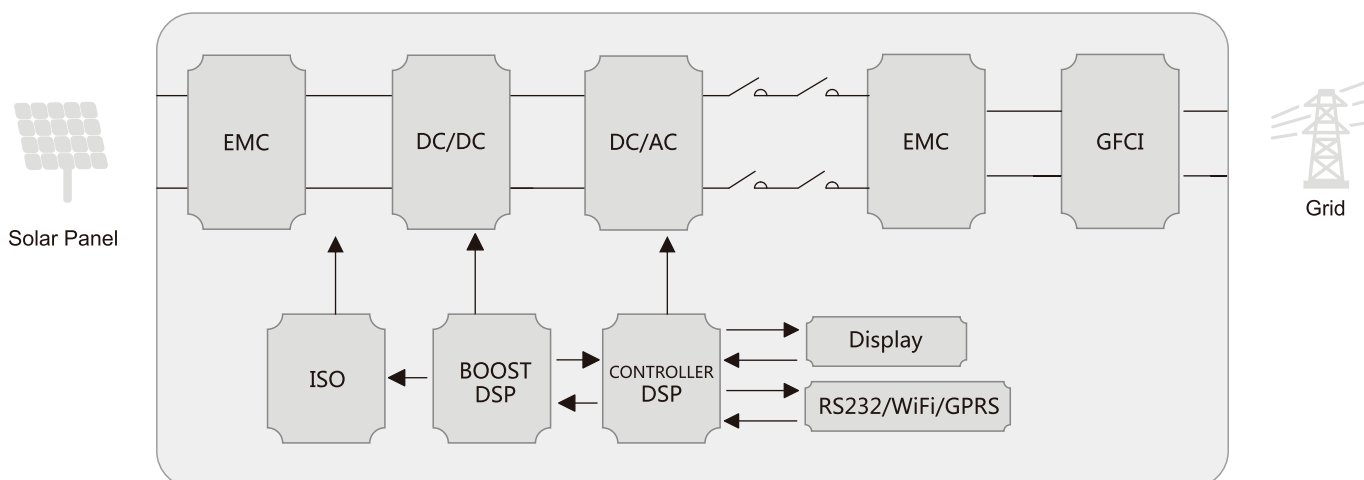 EMC
DC/DC
DC/AC
EMC
GFCI
Solar Panel
Grid
ISO
BOOST
DSP
CONTROLLER
DSP
Display
RS232/WiFi/GPRS